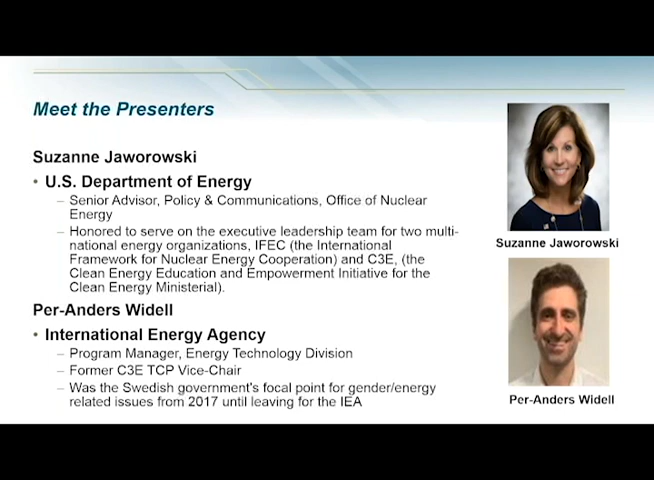 Meet the Presenters
Suzanne Jaworowski
• U.S. Department of Energy
– Senior Advisor, Policy & Communications, Office of Nuclear
Energy
– Honored to serve on the executive leadership team for two multi-
national energy organizations, IFEC (the International
Framework for Nuclear Energy Cooperation) and C3E, (the
Clean Energy Education and Empowerment Initiative for the
Clean Energy Ministerial).
Per-Anders Widell
• International Energy Agency
– Program Manager, Energy Technology Division
– Former C3E TCP Vice-Chair
– Was the Swedish government's focal point for gender/energy
related issues from 2017 until leaving for the IEA
Suzanne Jaworowski
Per-Anders Widell